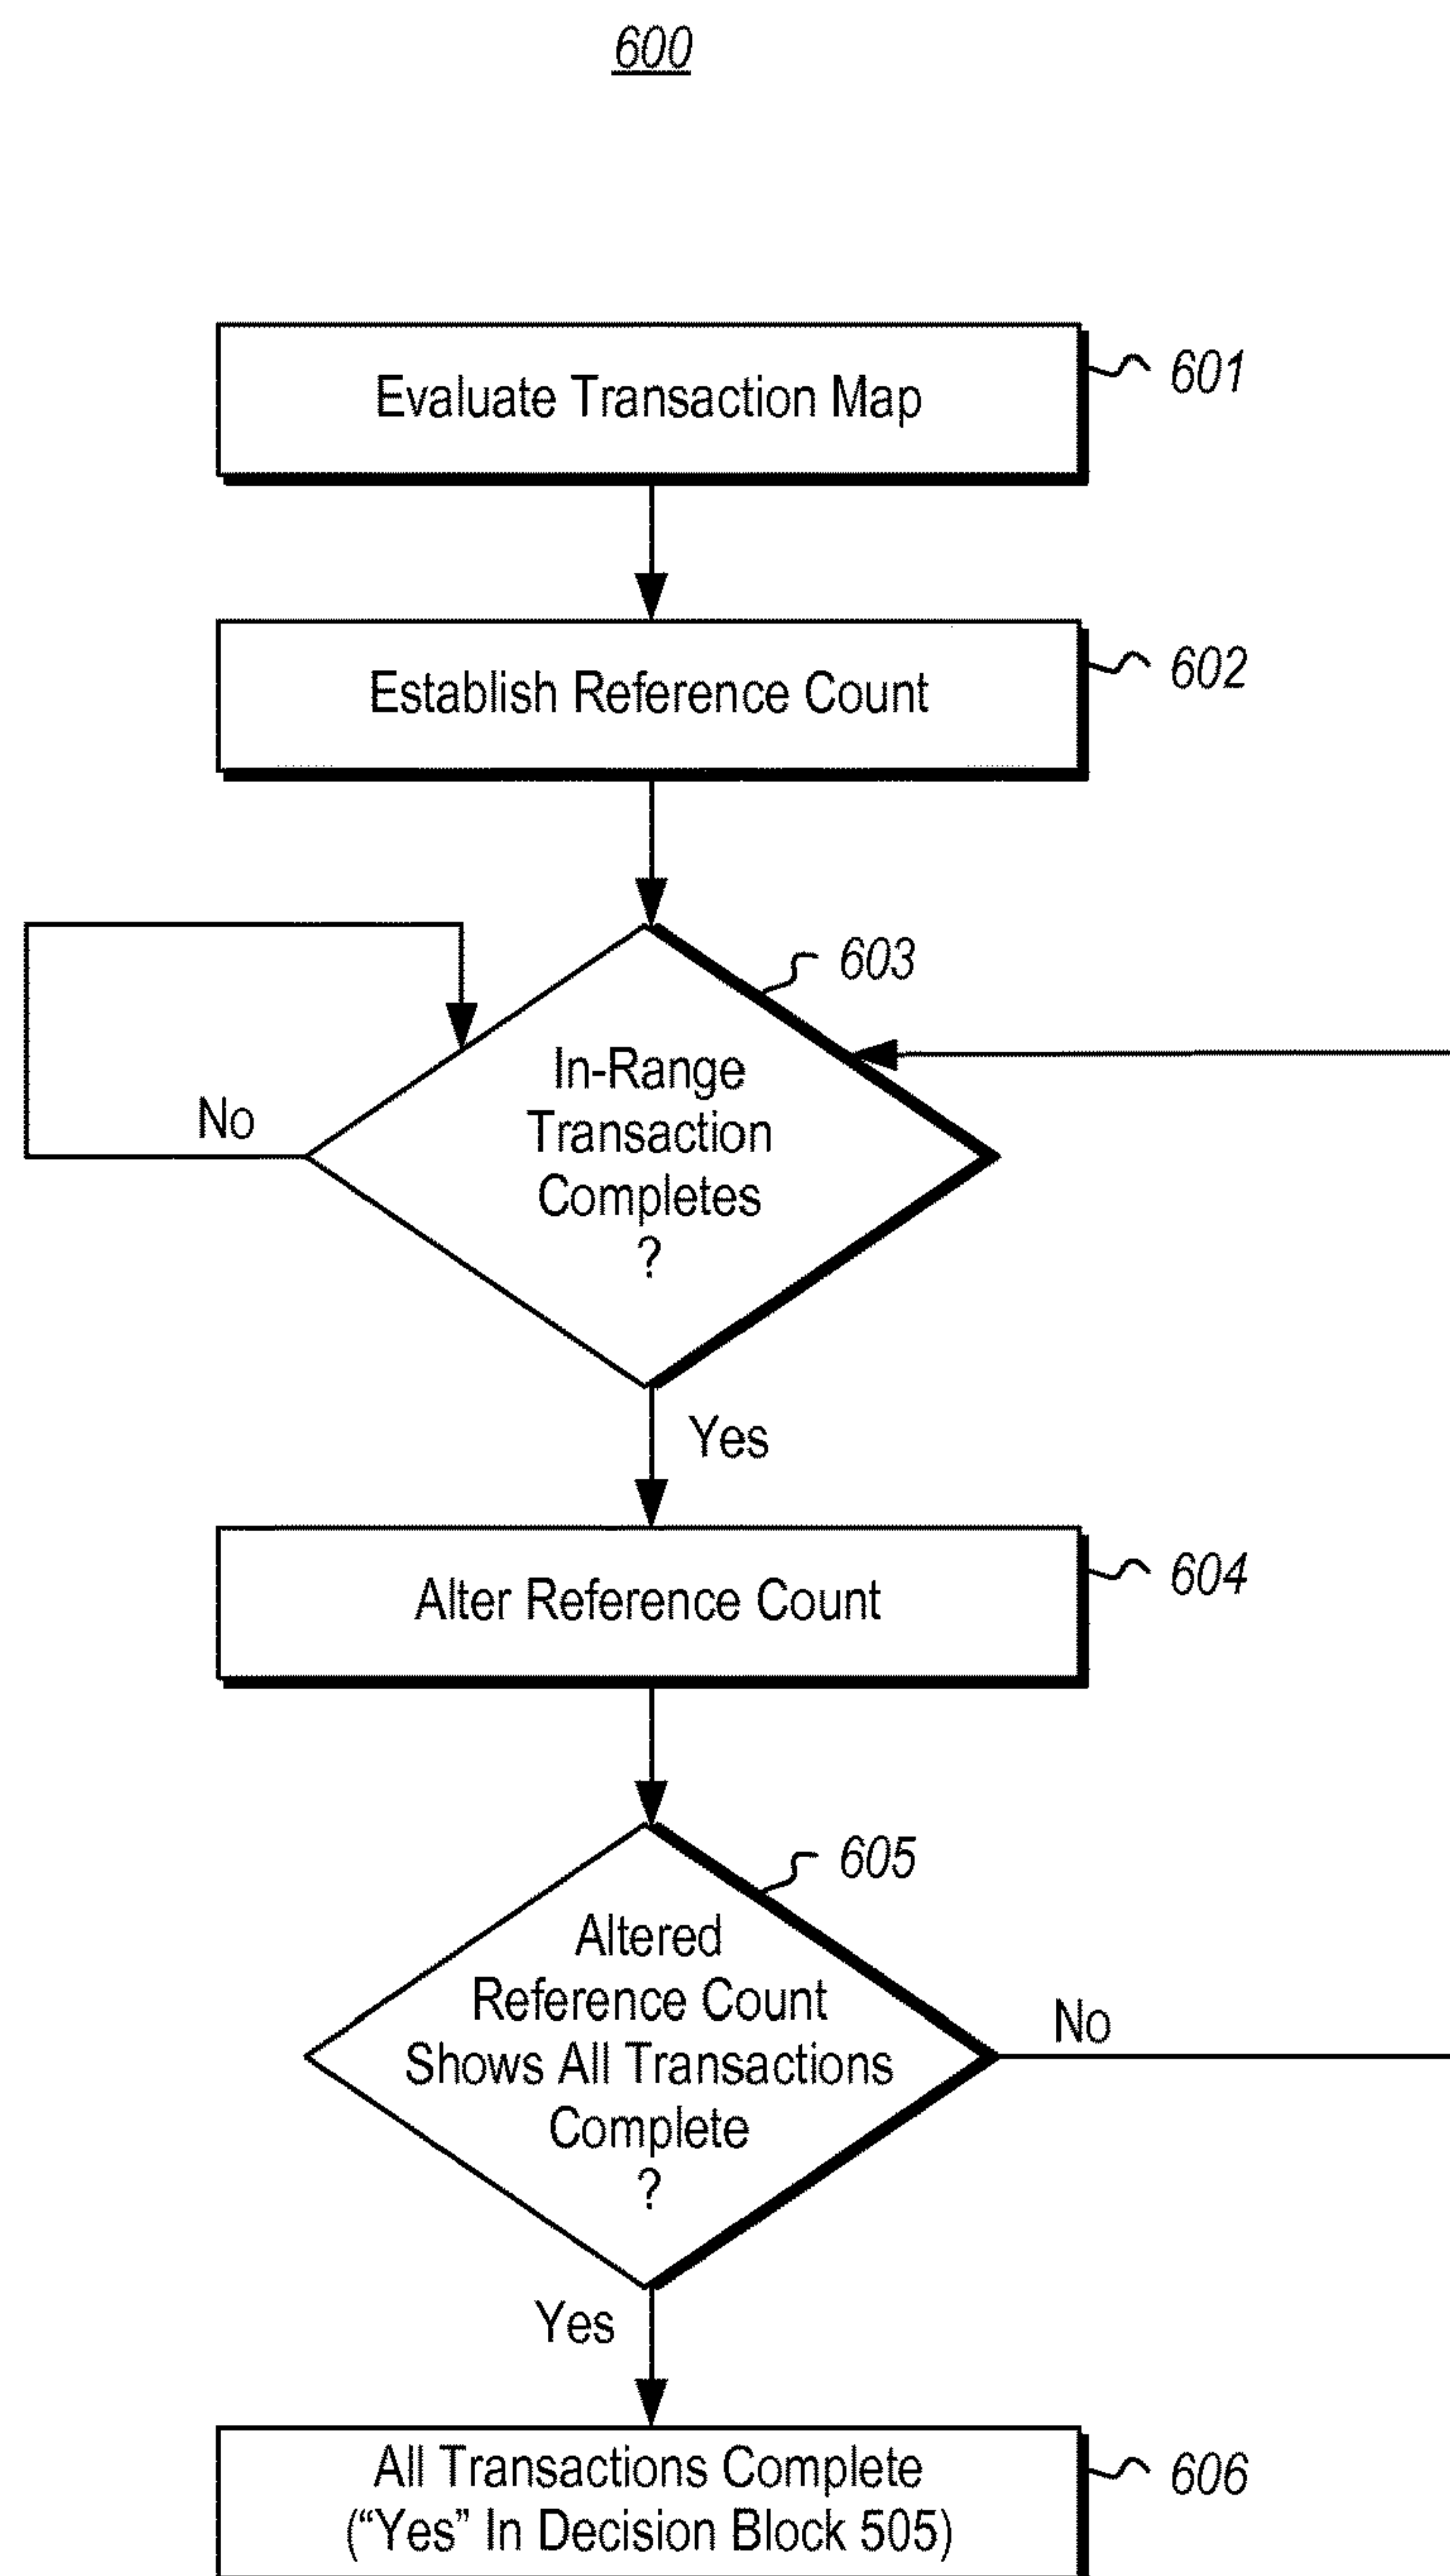 600
Evaluate Transaction Map
601
Establish Reference Count
602
603
In-Range
Transaction
Completes
?
No
Yes
Alter Reference Count
604
605
Altered
Reference Count
Shows All Transactions
Complete
?
No
Yes
All Transactions Complete
(“Yes” In Decision Block 505)
606